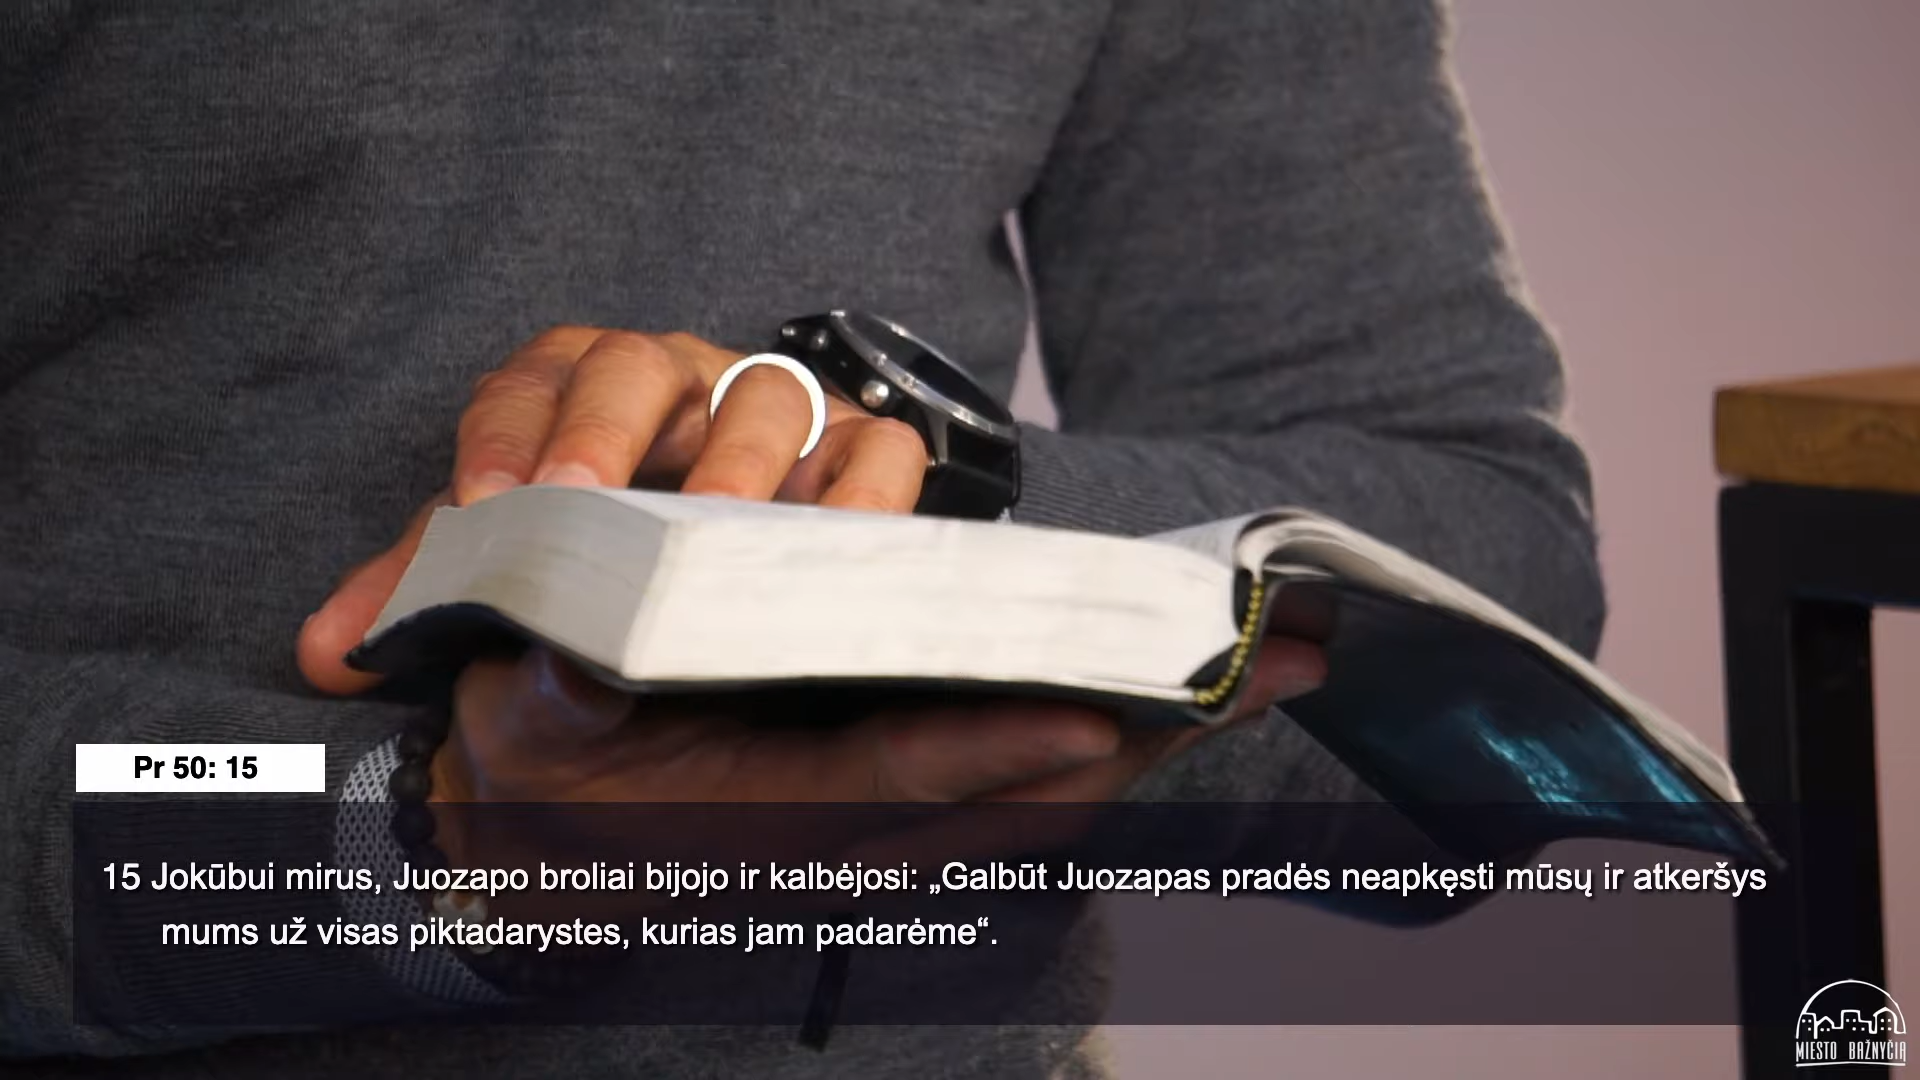 Pr 50: 15
15 Jokūbui mirus, Juozapo broliai bijojo ir kalbėjosi: „Galbūt Juozapas pradės neapkęsti mūsų ir atkeršys
mums už visas piktadarystes, kurias jam padarėme“.
MIESTO BAŽNYČIA